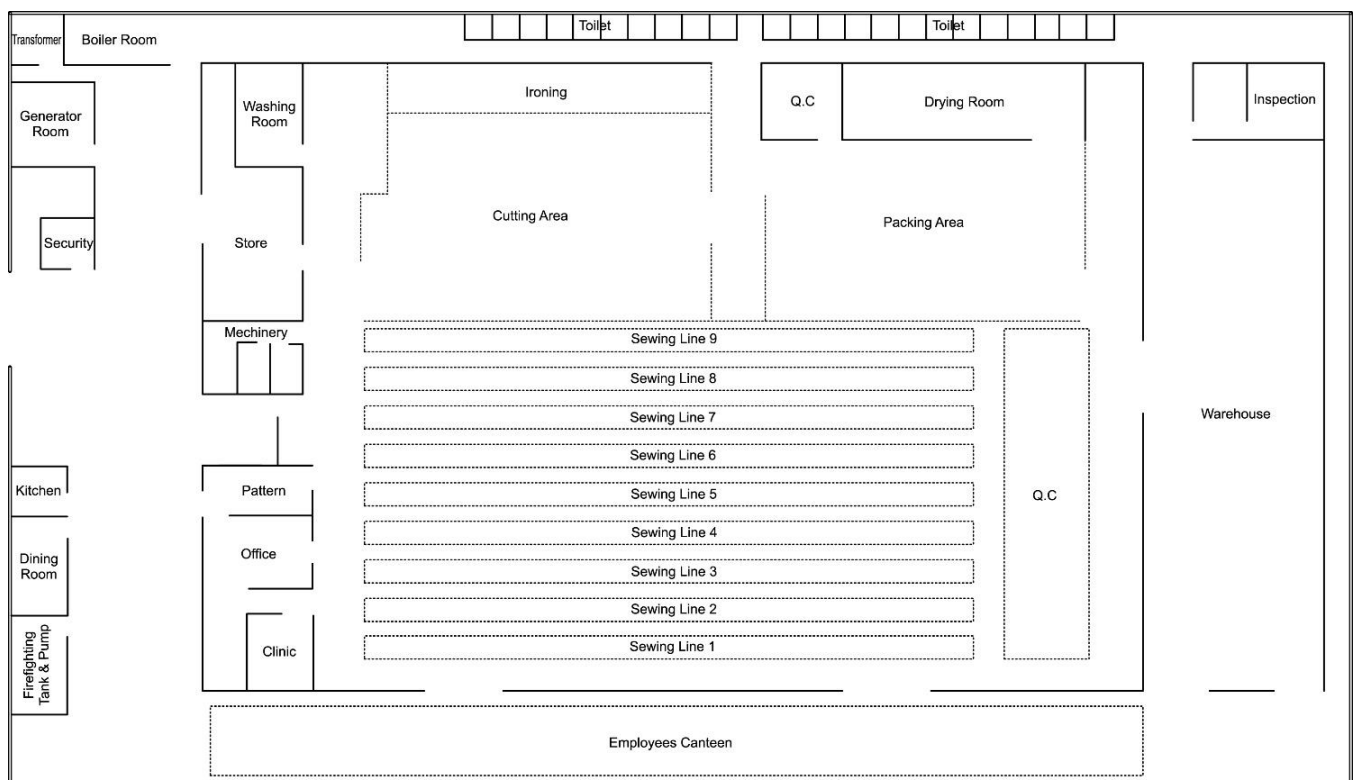 Toilet
Toilet
Transformer
Boiler Room
Generator
Room
Washing
Room
Ironing
Q.C
Drying Room
Inspection
Security
Store
Cutting Area
Packing Area
Mechinery
Sewing Line 9
Sewing Line 8
Sewing Line 7
Warehouse
Sewing Line 6
Kitchen
Pattern
Sewing Line 5
Q.C
Sewing Line 4
Dining
Room
Office
Sewing Line 3
Sewing Line 2
Sewing Line 1
Firefighting
Tank & Pump
Clinic
Employees Canteen